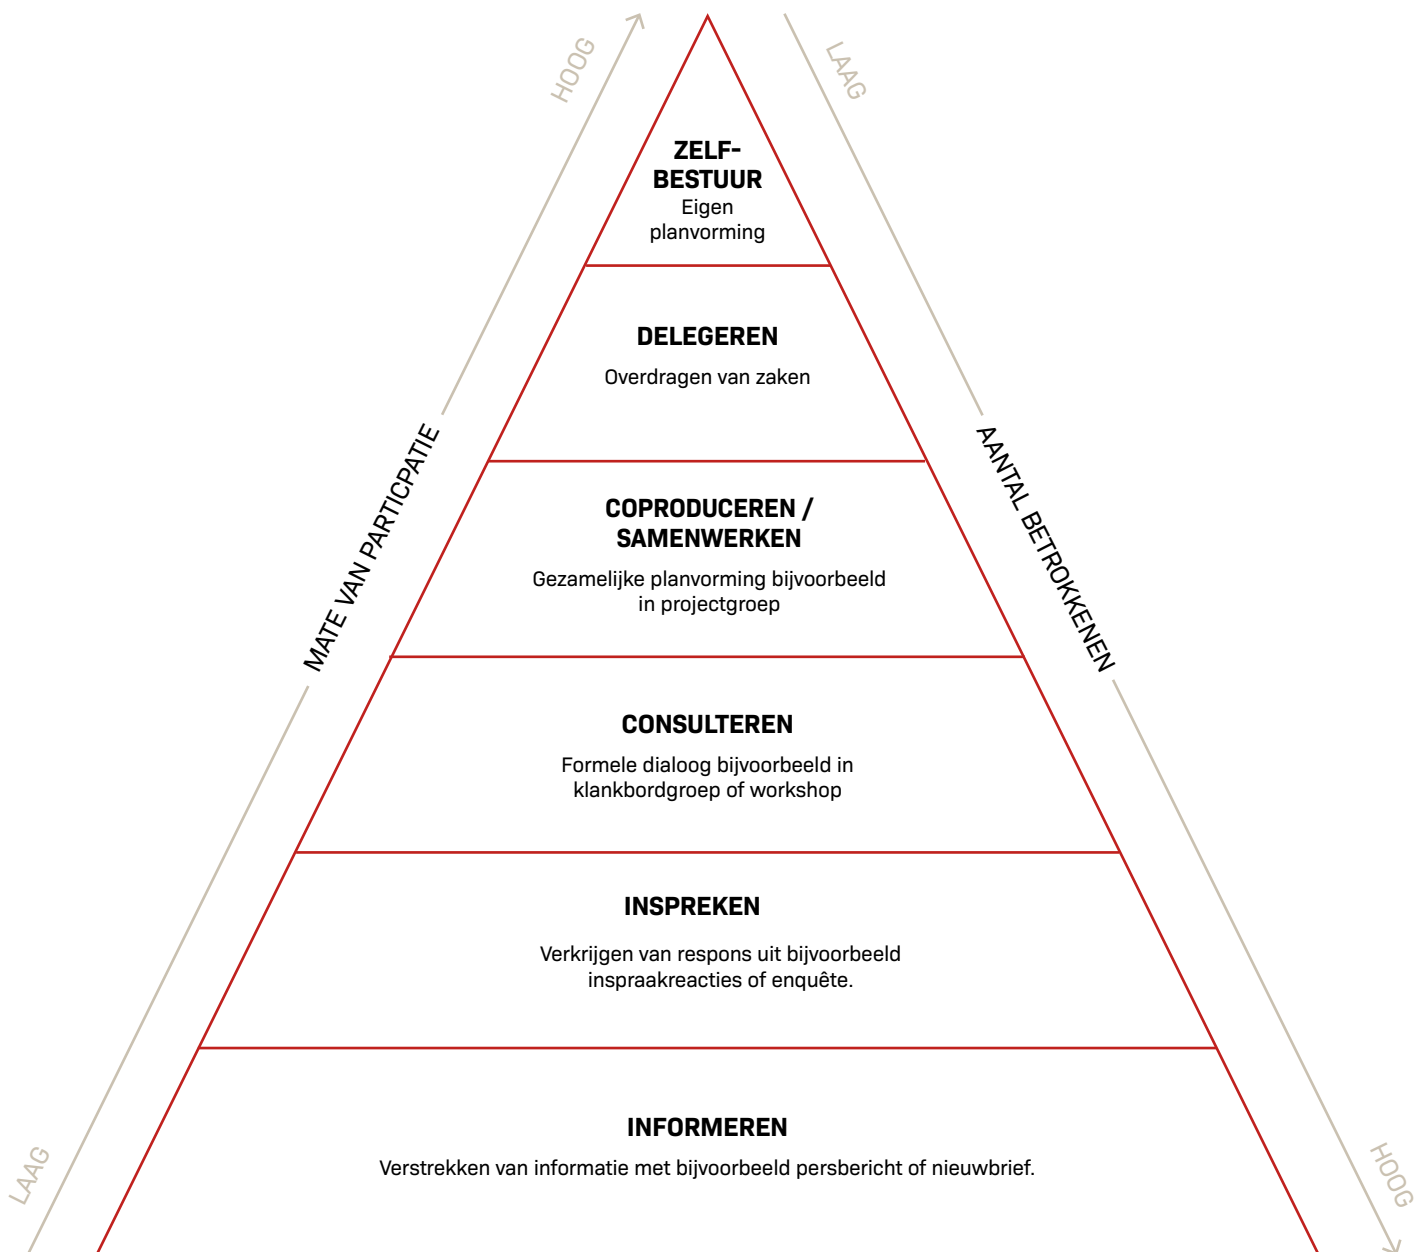 HOOG
LAAG
ZELF-
BESTUUR
Eigen
planvorming
DELEGEREN
Overdragen van zaken
MATE VAN PARTICPATIE
AANTAL BETROKKENEN
COPRODUCEREN /
SAMENWERKEN
Gezamelijke planvorming bijvoorbeeld
in projectgroep
CONSULTEREN
Formele dialoog bijvoorbeeld in
klankbordgroep of workshop
INSPREKEN
Verkrijgen van respons uit bijvoorbeeld
inspraakreacties of enquête.
INFORMEREN
Verstrekken van informatie met bijvoorbeeld persbericht of nieuwbrief.
LAAG
HOOG